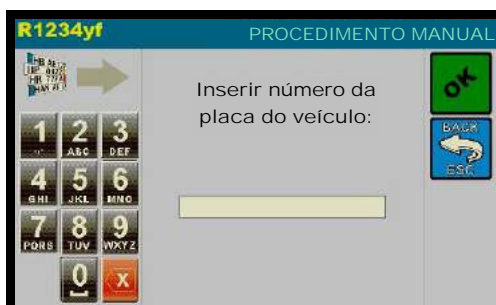 R1234yf
PROCEDIMENTO MANUAL
Inserir número da
placa do veículo:
OK
BACK
ESC
1
2 ABC
3 DEF
4 GHI
5 JKL
6 MNO
7 PQRS
8 TUV
9 WXYZ
0
X